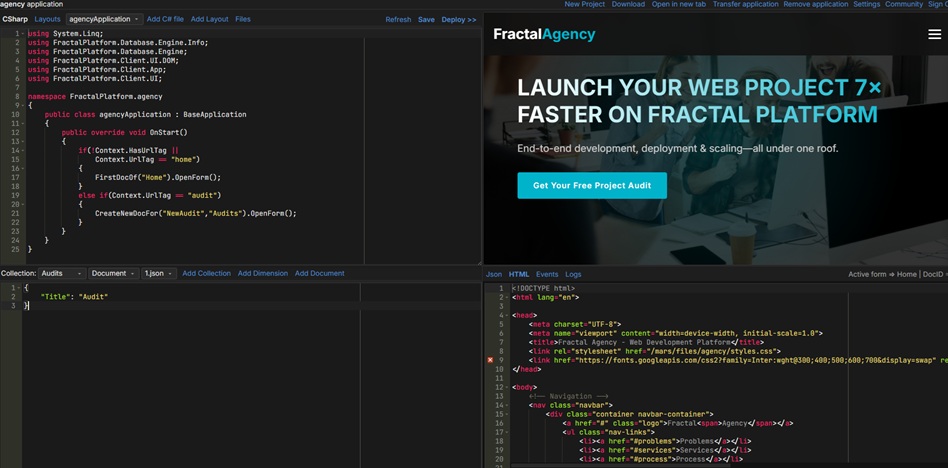 agency application
New Project Download Open in new tab Transfer application Remove application Settings Community Sign
CSharp Layouts agencyApplication Add C# file Add Layout Files Refresh Save Deploy >>
1 using System.Linq;
2 using FractalPlatform.Database.Engine.Info;
3 using FractalPlatform.Database.Engine;
4 using FractalPlatform.Client.UI.DOM;
5 using FractalPlatform.Client.App;
6 using FractalPlatform.Client.UI;
7
8 namespace FractalPlatform.agency
9 {
10 public class agencyApplication : BaseApplication
11 {
12 public override void OnStart()
13 {
14 if(!Context.HasUrlTag ||
15 Context.UrlTag == "home")
16 {
17 FirstDocOf("Home").OpenForm();
18 }
19 else if(Context.UrlTag == "audit")
20 {
21 CreateNewDocFor("NewAudit","Audits").OpenForm();
22 }
23 }
24 }
25 }
FractalAgency
LAUNCH YOUR WEB PROJECT 7×
FASTER ON FRACTAL PLATFORM
End-to-end development, deployment & scaling—all under one roof.
Get Your Free Project Audit
Collection: Audits Document 1.json Add Collection Add Dimension Add Document
1 {
2 "Title": "Audit"
3 }
Json HTML Events Logs Active form => Home | DocID
1 <!DOCTYPE html>
2 <html lang="en">
3
4 <head>
5 <meta charset="UTF-8">
6 <meta name="viewport" content="width=device-width, initial-scale=1.0">
7 <title>Fractal Agency - Web Development Platform</title>
8 <link rel="stylesheet" href="/mars/files/agency/styles.css">
9 <link href="https://fonts.googleapis.com/css2?family=Inter:wght@300;400;500;600;700&display=swap" re
10 </head>
11
12 <body>
13 <!-- Navigation -->
14 <nav class="navbar">
15 <div class="container navbar-container">
16 <a href="#" class="logo">Fractal<span>Agency</span></a>
17 <ul class="nav-links">
18 <li><a href="#problems">Problems</a></li>
19 <li><a href="#services">Services</a></li>
20 <li><a href="#process">Process</a></li>